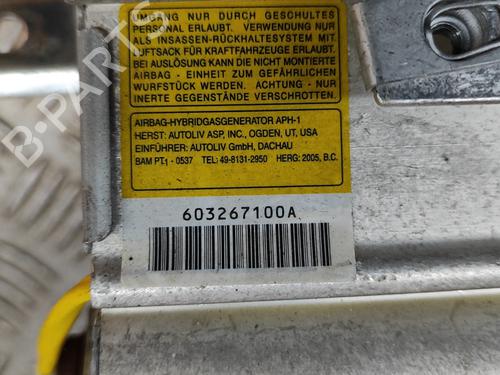 UMGANG NUR DURCH GESCHULTES
PERSONAL ERLAUBT. VERWENDUNG NUR
ALS INSASSEN-RÜCKHALTESYSTEM MIT
LUFTSACK FÜR KRAFTFAHRZEUGE ERLAUBT.
BEI AUSLÖSUNG KANN DIE NICHT MONTIERTE
AIRBAG - EINHEIT ZUM GEFÄHRLICHEN
WURFSTÜCK WERDEN. ACHTUNG - NUR
INERTE GEGENSTÄNDE VERWENDEN.
AIRBAG-HYBRIDGASGENERATOR APH-1
HERST: AUTOLIV ASP, INC., OGDEN, UT, USA
EINFÜHRER: AUTOLIV GmbH, DACHAU
BAM PT1 - 0537 TEL: 49-8131-2950 HERG: 2005, B.C.
603267100A